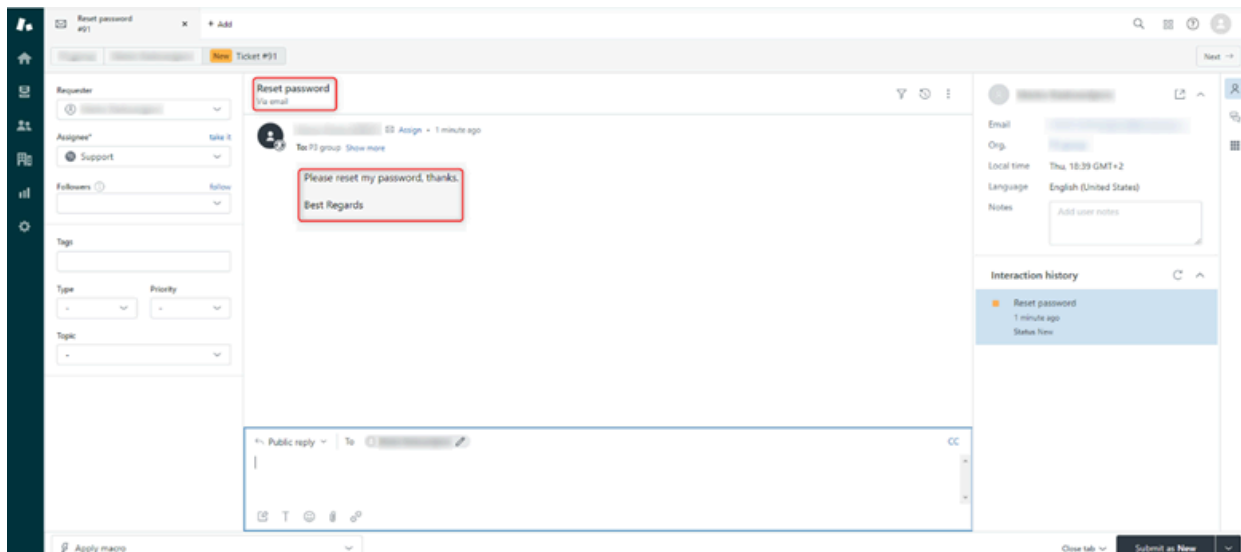 Reset password
#91
+ Add
New Ticket #91
Next →
Requester
Assignee* take it
Support
Followers follow
Tags
Type Priority
- -
Topic
-
Reset password
Via email
Assign • 1 minute ago
To: P3 group Show more
Please reset my password, thanks.
Best Regards
Public reply To
CC
Apply macro
Email
Org.
Local time Thu, 18:39 GMT+2
Language English (United States)
Notes Add user notes
Interaction history
Reset password
1 minute ago
Status New
Close tab Submit as New